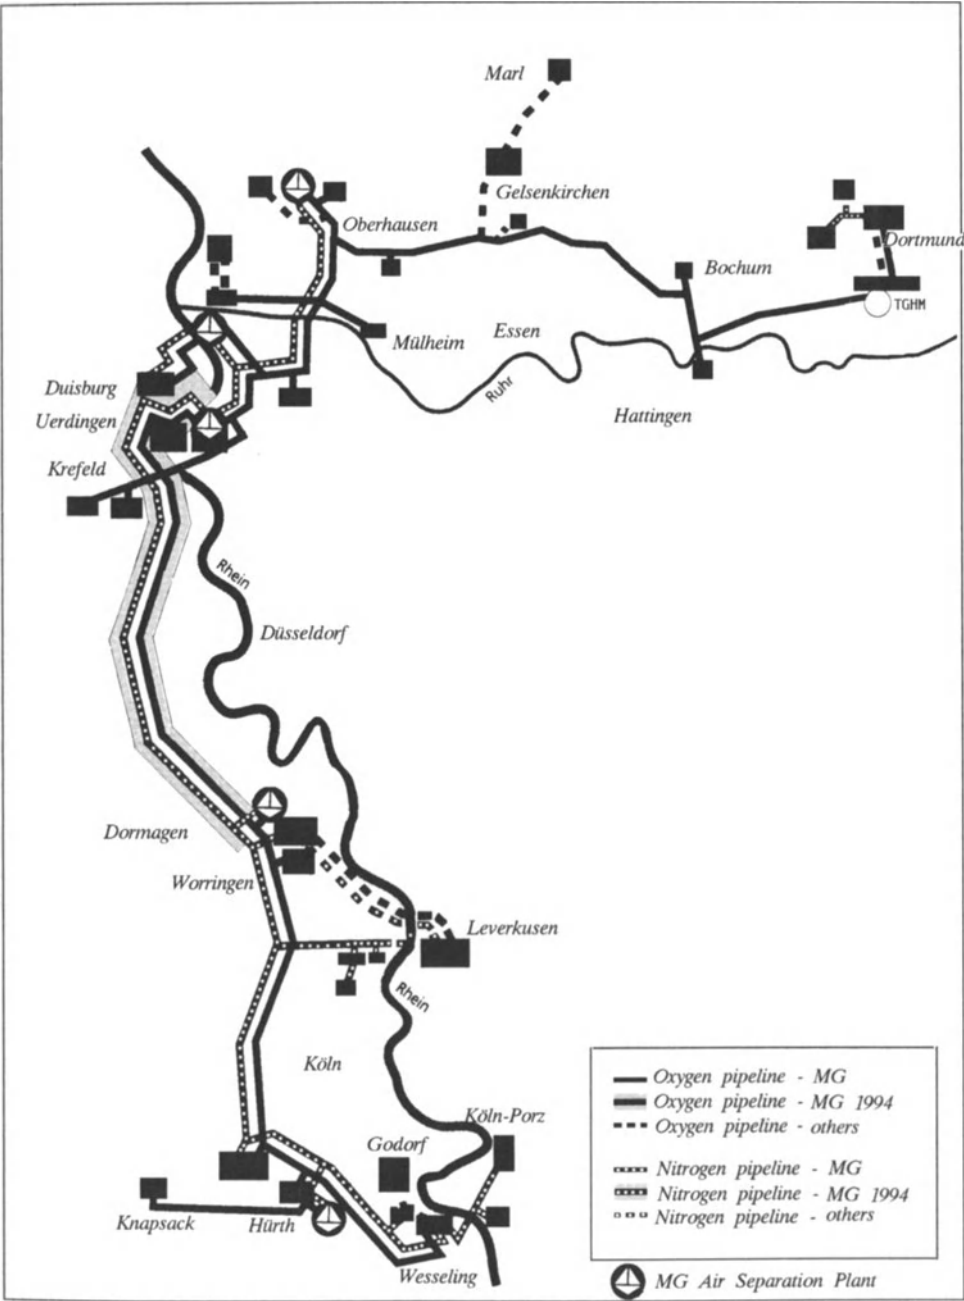 Marl
Gelsenkirchen
Oberhausen
Dortmund
Bochum
TGHM
Essen
Mülheim
Ruhr
Duisburg
Uerdingen
Hattingen
Krefeld
Rhein
Düsseldorf
Dormagen
Worringen
Leverkusen
Rhein
Köln
Köln-Porz
Godorf
Knapsack
Hürth
Wesseling
Oxygen pipeline - MG
Oxygen pipeline - MG 1994
Oxygen pipeline - others
Nitrogen pipeline - MG
Nitrogen pipeline - MG 1994
Nitrogen pipeline - others
MG Air Separation Plant